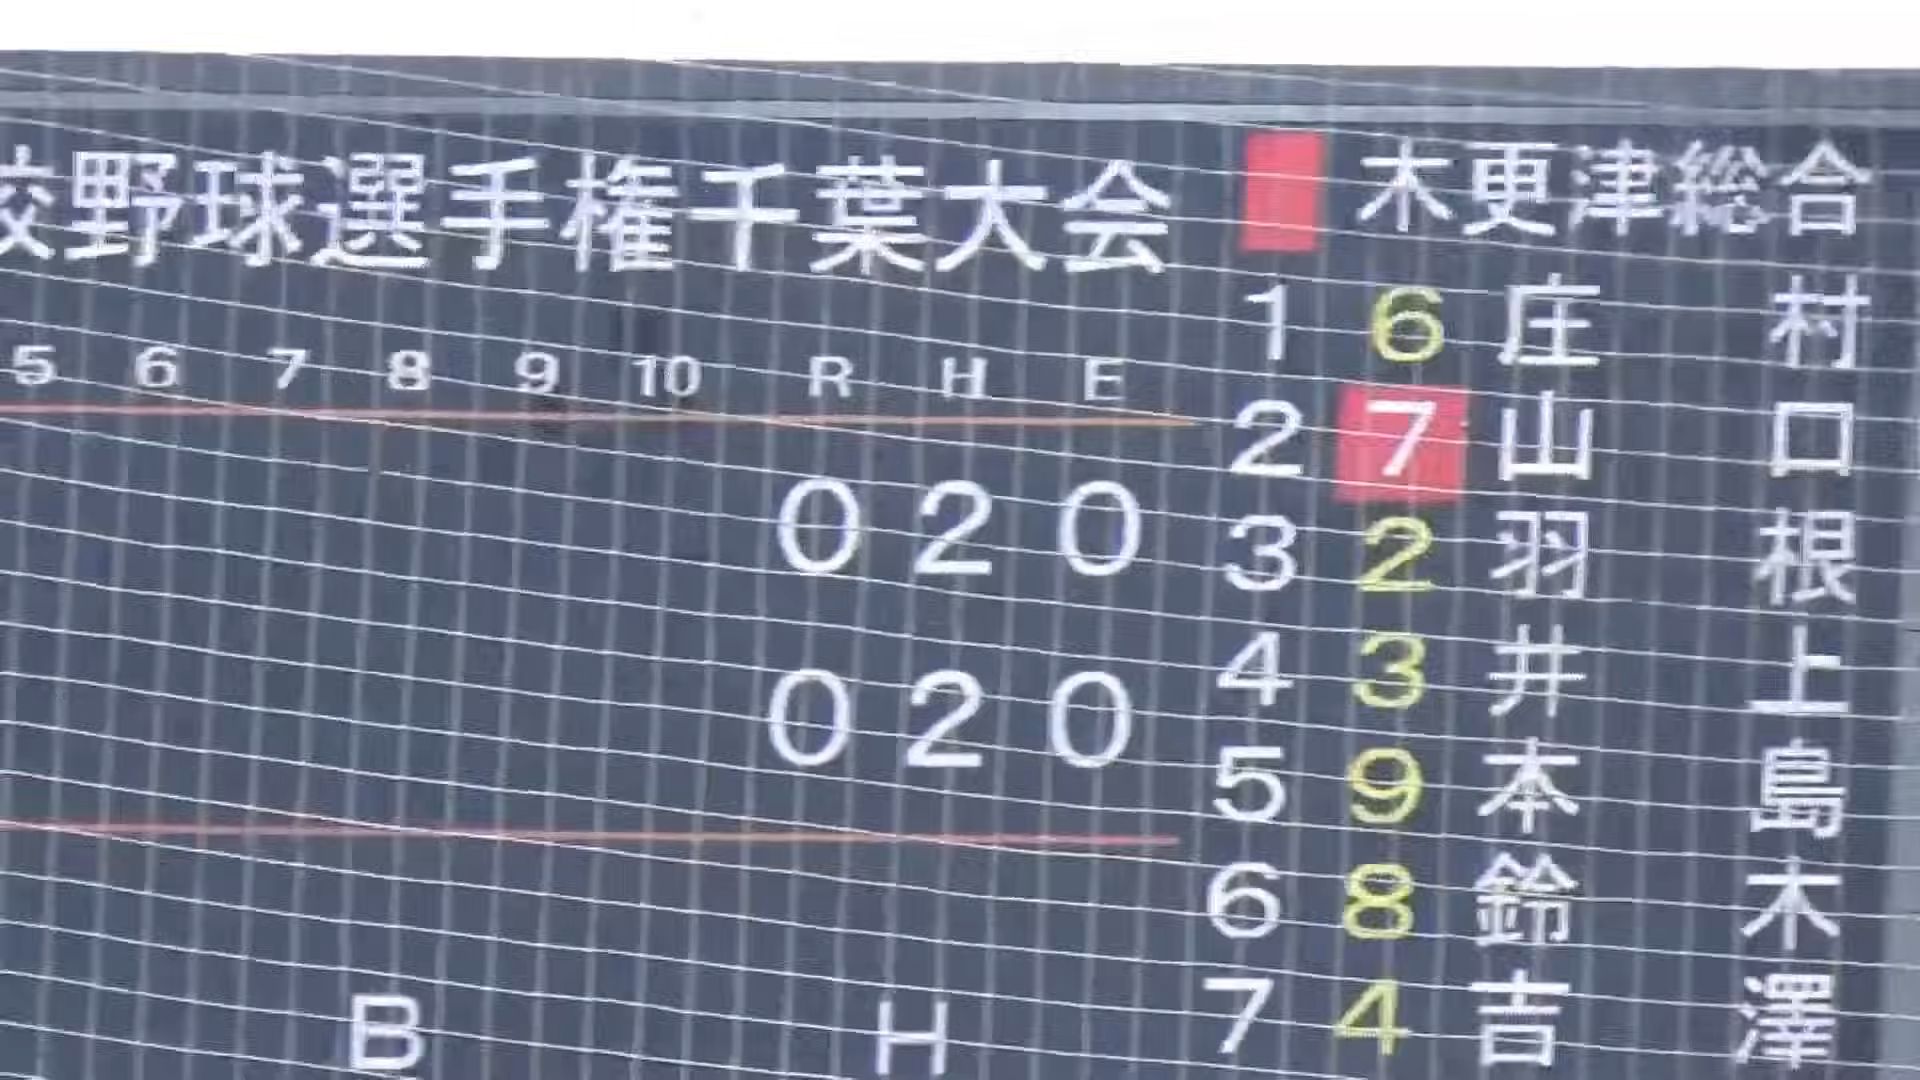 校野球選手権千葉大会
5 6 7 8 9 10 R H E
0 2 0
0 2 0
B H
木更津総合
1 6 庄村
2 7 山口
3 2 羽根
4 3 井上
5 9 本島
6 8 鈴木
7 4 吉澤